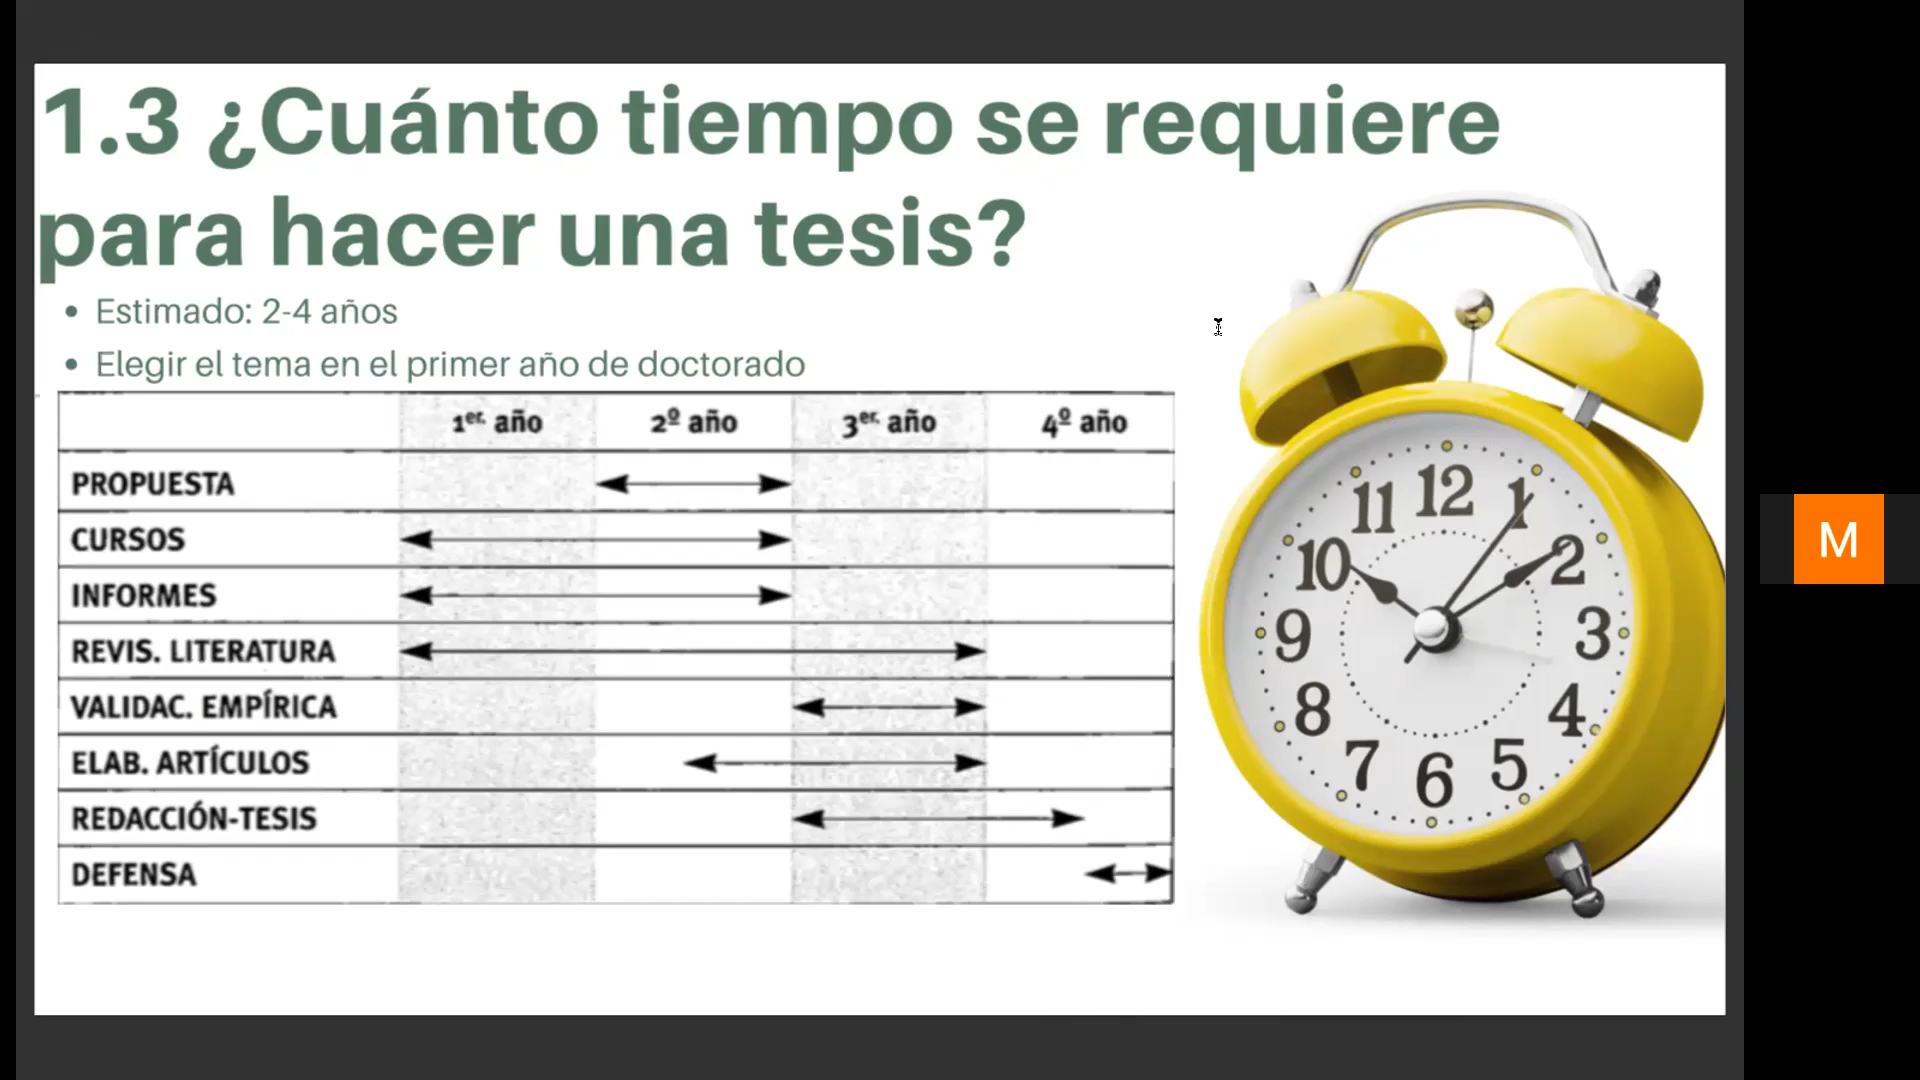 1.3 ¿Cuánto tiempo se requiere
para hacer una tesis?
• Estimado: 2-4 años
• Elegir el tema en el primer año de doctorado
1er. año 2º año 3er. año 4º año
PROPUESTA
CURSOS
INFORMES
REVIS. LITERATURA
VALIDAC. EMPÍRICA
ELAB. ARTÍCULOS
REDACCIÓN-TESIS
DEFENSA
12
11 1
10 2
9 3
8 4
7 5
6
M